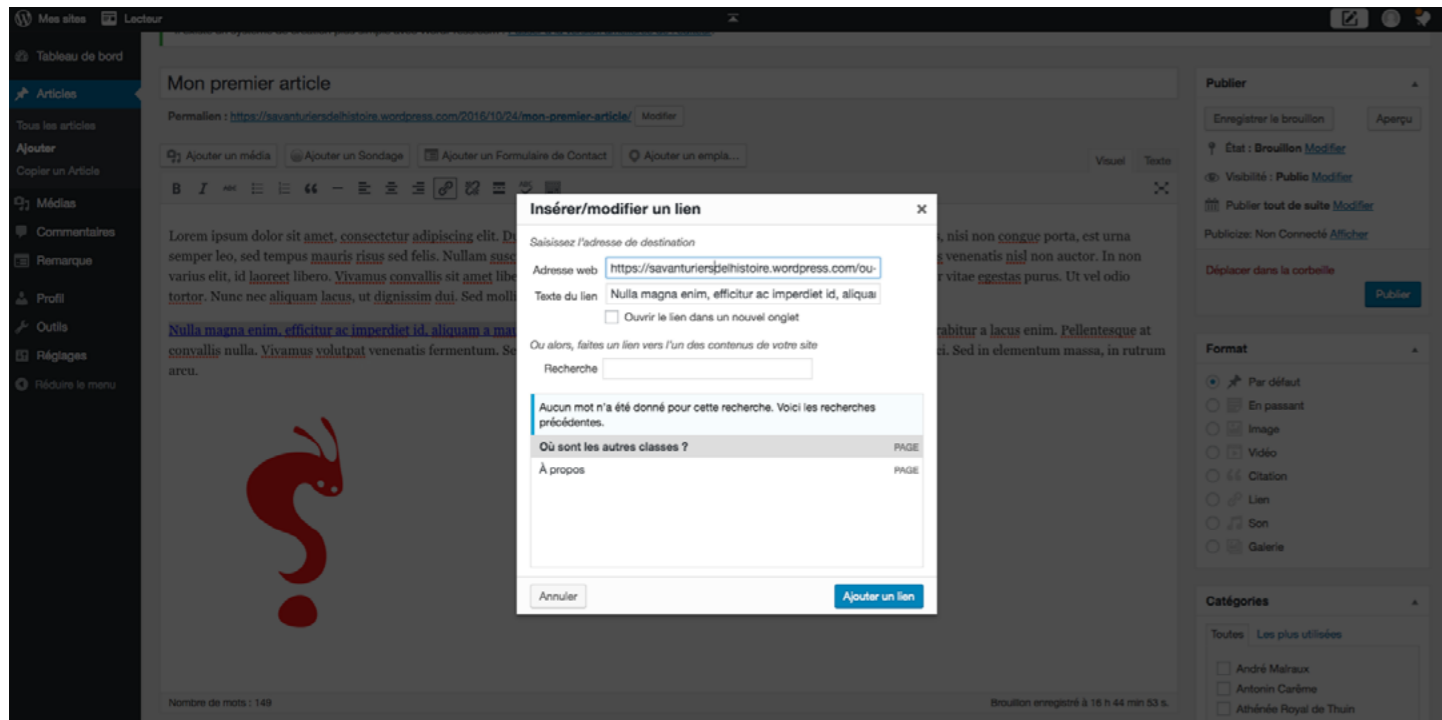 Mes sites Lecteur
Tableau de bord
Articles
Tous les articles
Ajouter
Copier un Article
Médias
Commentaires
Remarque
Profil
Outils
Réglages
Réduire le menu
Mon premier article
Permalien : https://savanturiersdelhistoire.wordpress.com/2016/10/24/mon-premier-article/ Modifier
Ajouter un média Ajouter un Sondage Ajouter un Formulaire de Contact Ajouter un empla...
Visuel Texte
B I ABC
Lorem ipsum dolor sit amet, consectetur adipiscing elit. , nisi non congue porta, est urna
semper leo, sed tempus mauris risus sed felis. Nullam venenatis nisl non auctor. In non
varius elit, id laoreet libero. Vivamus convallis sit amet vitae egestas purus. Ut vel odio
tortor. Nunc nec aliquam lacus, ut dignissim dui. Sed
Nulla magna enim, efficitur ac imperdiet id, aliquam a rabitur a lacus enim. Pellentesque at
convallis nulla. Vivamus volutpat venenatis fermentum. ci. Sed in elementum massa, in rutrum
arcu.
Nombre de mots : 149
Brouillon enregistré à 16 h 44 min 53 s.
Insérer/modifier un lien
Saisissez l'adresse de destination
Adresse web https://savanturiersdelhistoire.wordpress.com/ou-
Texte du lien Nulla magna enim, efficitur ac imperdiet id, aliquar
Ouvrir le lien dans un nouvel onglet
Ou alors, faites un lien vers l'un des contenus de votre site
Recherche
Aucun mot n'a été donné pour cette recherche. Voici les recherches
précédentes.
Où sont les autres classes ? PAGE
À propos PAGE
Annuler Ajouter un lien
Publier
Enregistrer le brouillon Aperçu
État : Brouillon Modifier
Visibilité : Public Modifier
Publier tout de suite Modifier
Publicize: Non Connecté Afficher
Déplacer dans la corbeille
Publier
Format
Par défaut
En passant
Image
Vidéo
Citation
Lien
Son
Galerie
Catégories
Toutes Les plus utilisées
André Malraux
Antonin Carême
Athénée Royal de Thuin